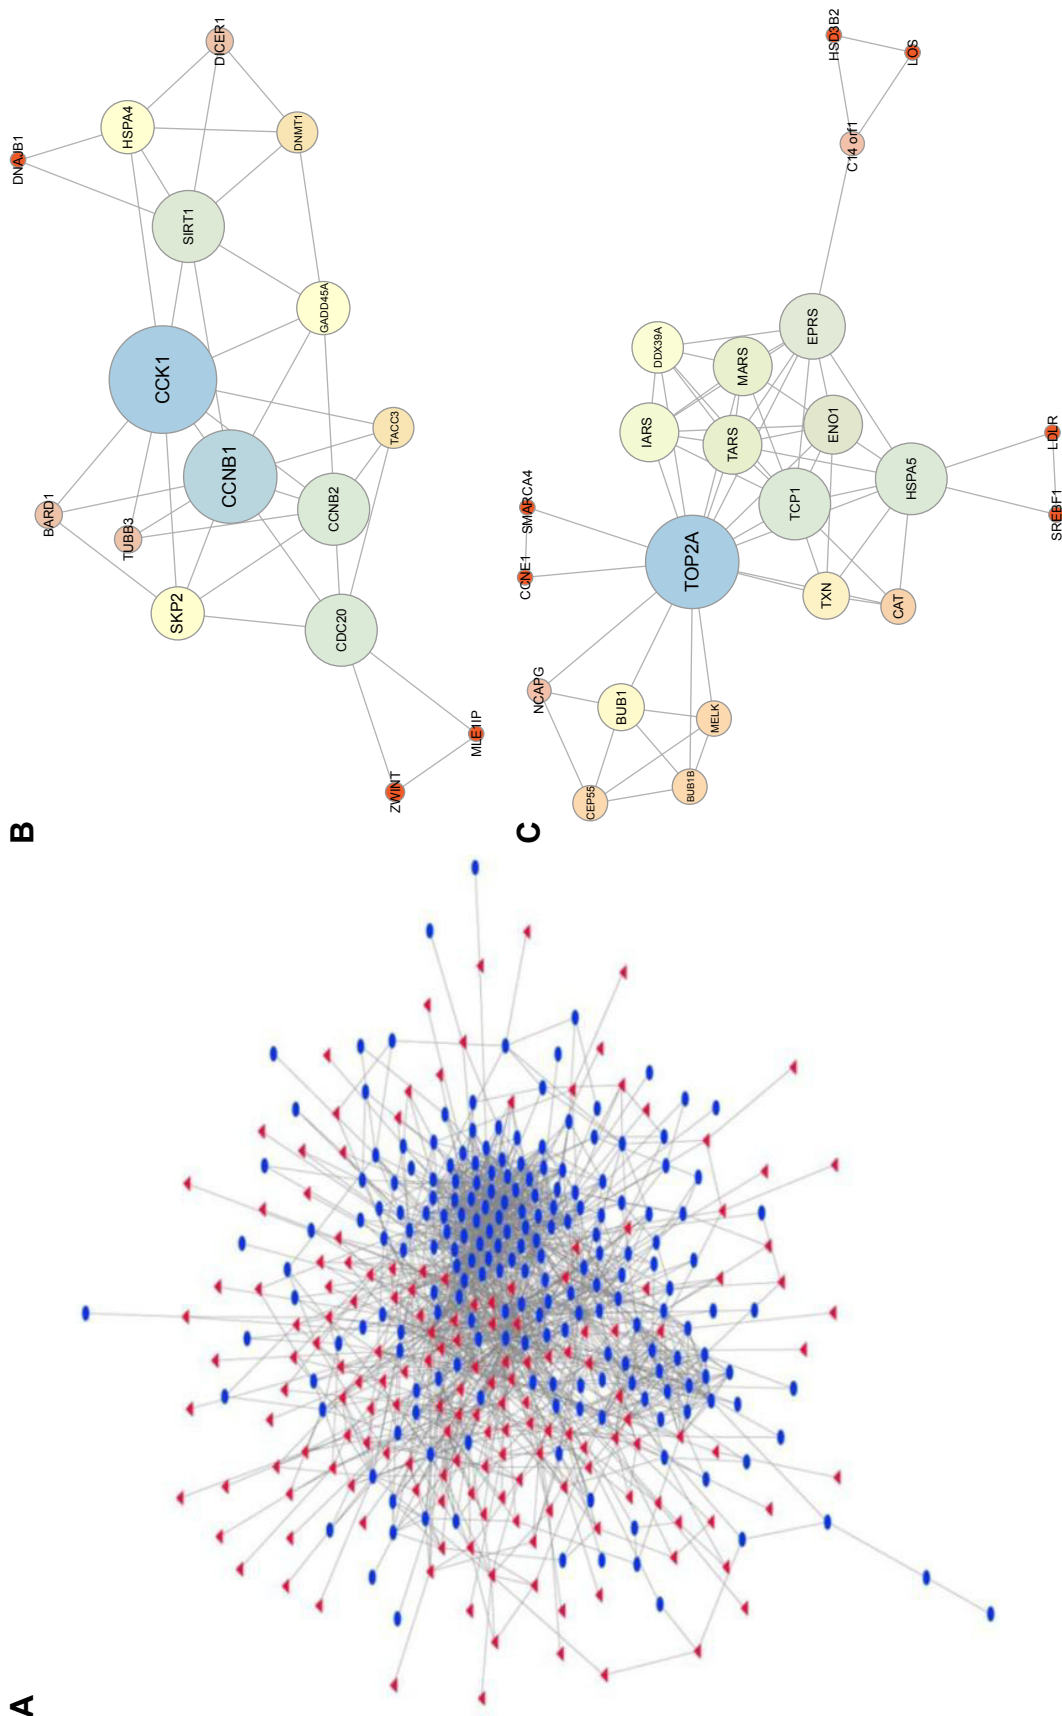 A
B
ZWINT
MLE1IP
CDC20
SKP2
TUBB3
BARD1
CCNB1
CCNB2
TACC3
CCK1
GADD45A
SIRT1
HSPA4
DNMT1
DNAJB1
DICER1
C
CEP55
BUB1B
NCAPG
BUB1
MELK
CCNE1
SMARCA4
TOP2A
TXN
CAT
TCP1
HSPA5
SREBF1
LDLR
IARS
TARS
ENO1
DDX39A
MARS
EPRS
C14 orf1
HSD3B2
LOS